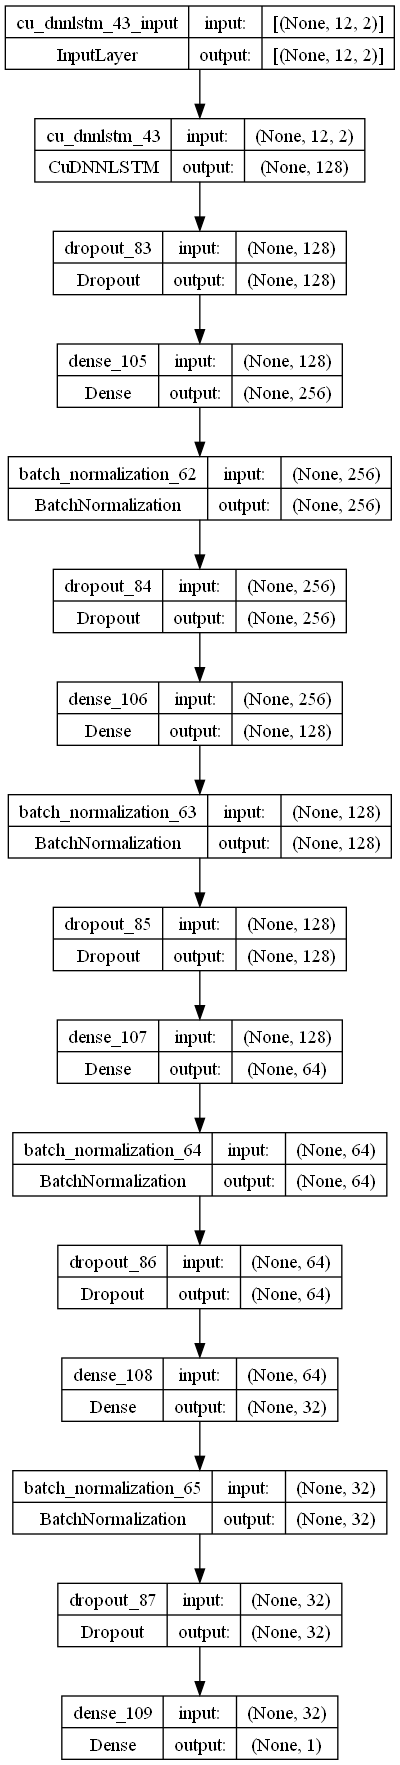 cu_dnnlstm_43_input input: [(None, 12, 2)]
InputLayer output: [(None, 12, 2)]
cu_dnnlstm_43 input: (None, 12, 2)
CuDNNLSTM output: (None, 128)
dropout_83 input: (None, 128)
Dropout output: (None, 128)
dense_105 input: (None, 128)
Dense output: (None, 256)
batch_normalization_62 input: (None, 256)
BatchNormalization output: (None, 256)
dropout_84 input: (None, 256)
Dropout output: (None, 256)
dense_106 input: (None, 256)
Dense output: (None, 128)
batch_normalization_63 input: (None, 128)
BatchNormalization output: (None, 128)
dropout_85 input: (None, 128)
Dropout output: (None, 128)
dense_107 input: (None, 128)
Dense output: (None, 64)
batch_normalization_64 input: (None, 64)
BatchNormalization output: (None, 64)
dropout_86 input: (None, 64)
Dropout output: (None, 64)
dense_108 input: (None, 64)
Dense output: (None, 32)
batch_normalization_65 input: (None, 32)
BatchNormalization output: (None, 32)
dropout_87 input: (None, 32)
Dropout output: (None, 32)
dense_109 input: (None, 32)
Dense output: (None, 1)